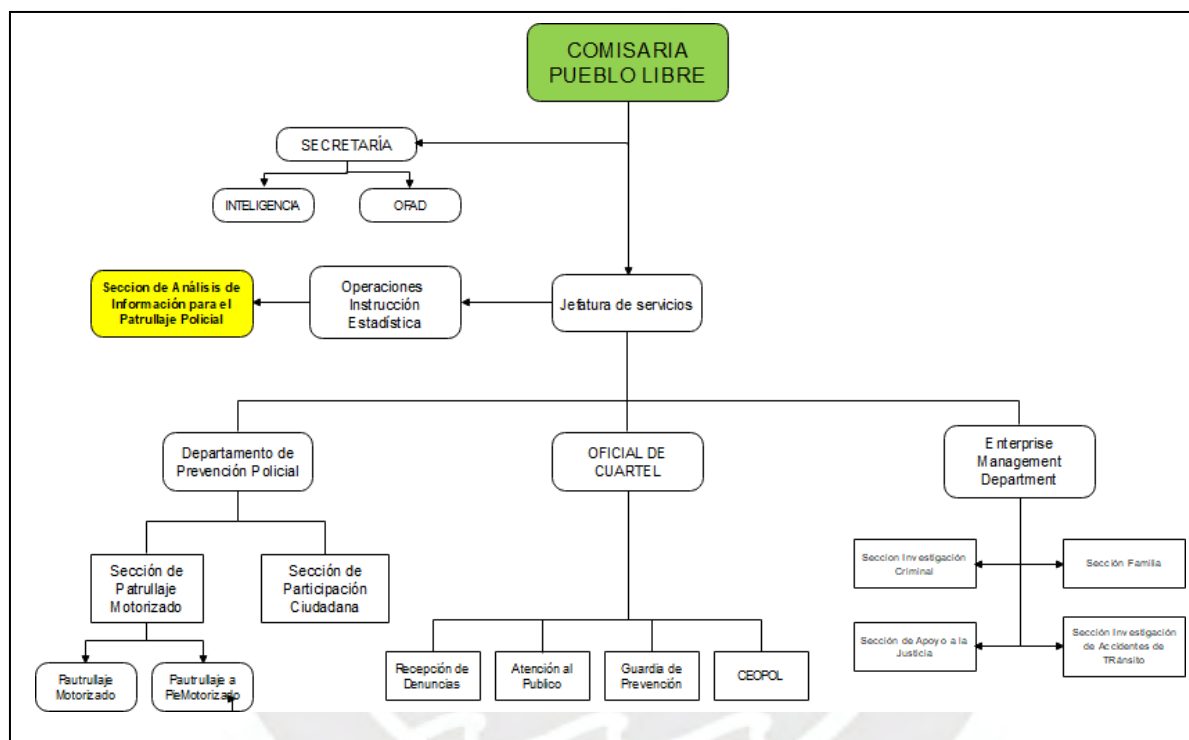 COMISARIA
PUEBLO LIBRE
SECRETARÍA
INTELIGENCIA
OFAD
Seccion de Análisis de
Información para el
Patrullaje Policial
Operaciones
Instrucción
Estadística
Jefatura de servicios
Departamento de
Prevención Policial
OFICIAL DE
CUARTEL
Enterprise
Management
Department
Sección de
Patrullaje
Motorizado
Sección de
Participación
Ciudadana
Seccion Investigación
Criminal
Sección Familia
Sección de Apoyo a la
Justicia
Sección Investigación
de Accidentes de
TRánsito
Pautrullaje
Motorizado
Pautrullaje a
PieMotorizado
Recepción de
Denuncias
Atención al
Publico
Guardia de
Prevención
CEOPOL